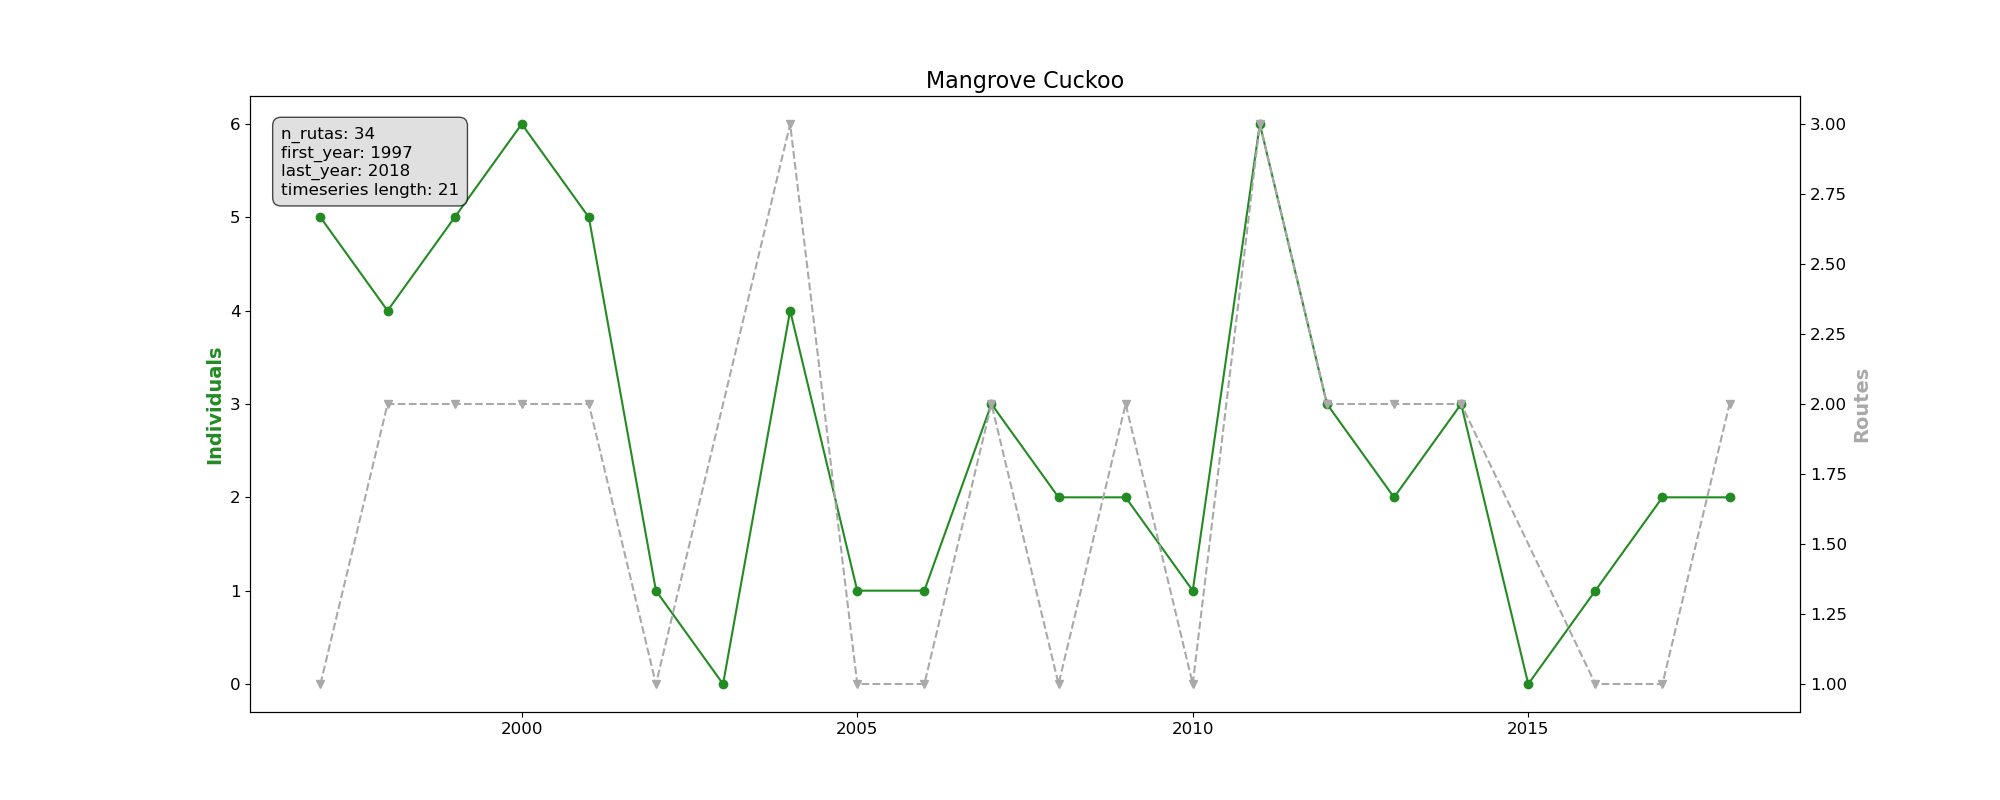 Mangrove Cuckoo
n_rutas: 34
first_year: 1997
last_year: 2018
timeseries length: 21
Individuals
6
5
4
3
2
1
0
3.00
2.75
2.50
2.25
2.00
1.75
1.50
1.25
1.00
Routes
2000 2005 2010 2015